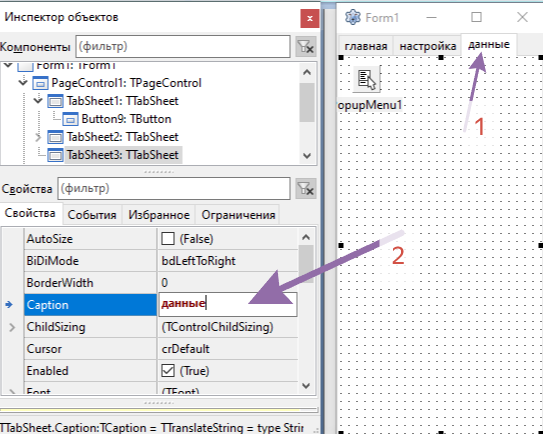 Инспектор объектов
Компоненты (фильтр)
Form1: TForm1
PageControl1: TPageControl
TabSheet1: TTabSheet
Button9: TButton
TabSheet2: TTabSheet
TabSheet3: TTabSheet
Свойства (фильтр)
Свойства События Избранное Ограничения
AutoSize (False)
BiDiMode bdLeftToRight
BorderWidth 0
Caption данные
ChildSizing (TControlChildSizing)
Cursor crDefault
Enabled (True)
Font (TFont)
TTabSheet.Caption:TCaption = TTranslateString = type Strin
Form1
главная настройка данные
opupMenu1
1
2